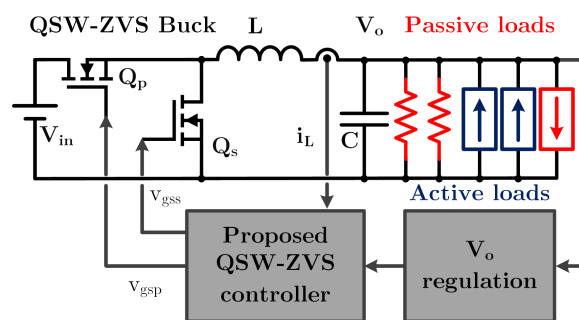 QSW-ZVS Buck
L
V_o
Passive loads
Q_p
V_in
Q_s
i_L
C
v_gss
Active loads
v_gsp
Proposed
QSW-ZVS
controller
V_o
regulation